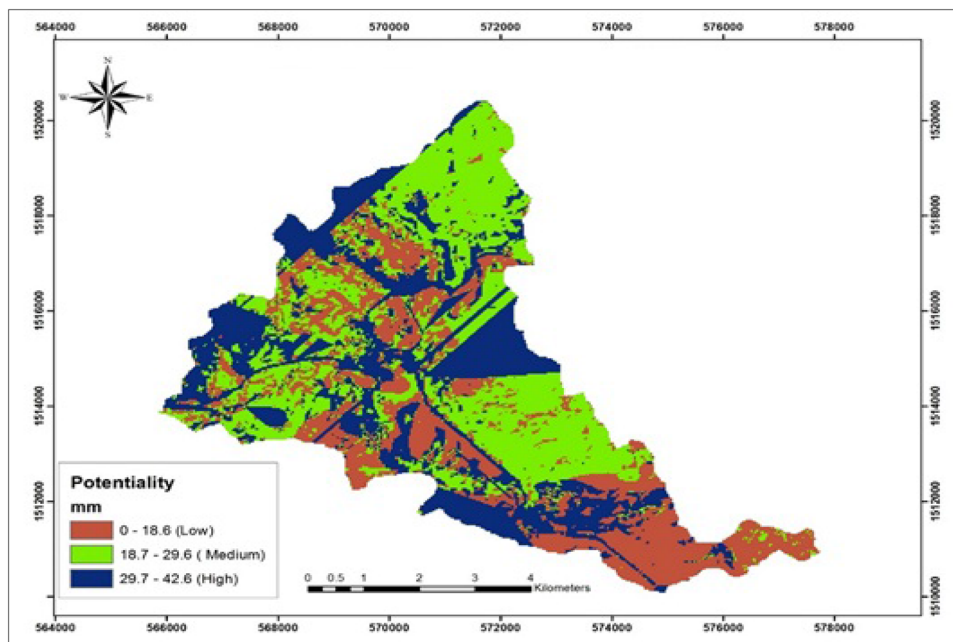 564000 566000 568000 570000 572000 574000 576000 578000
N
W E
S
1520000 1520000
1518000 1518000
1516000 1516000
1514000 1514000
1512000 1512000
1510000 1510000
Potentiality
mm
0 - 18.6 (Low)
18.7 - 29.6 ( Medium)
29.7 - 42.6 (High)
0 0.5 1 2 3 4
Kilometers
564000 566000 568000 570000 572000 574000 576000 578000